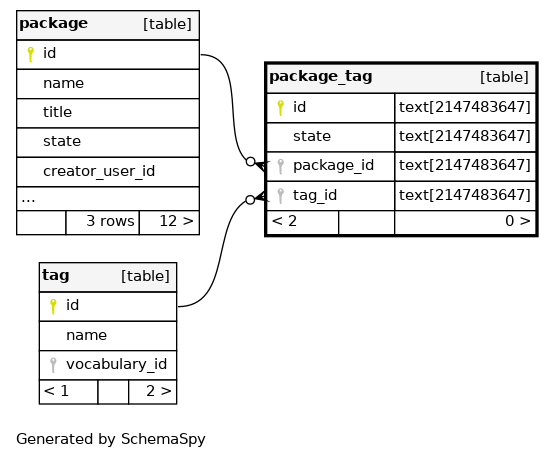 package [table]
id
name
title
state
creator_user_id
...
3 rows 12 >
package_tag [table]
id text[2147483647]
state text[2147483647]
package_id text[2147483647]
tag_id text[2147483647]
< 2 0 >
tag [table]
id
name
vocabulary_id
< 1 2 >
Generated by SchemaSpy